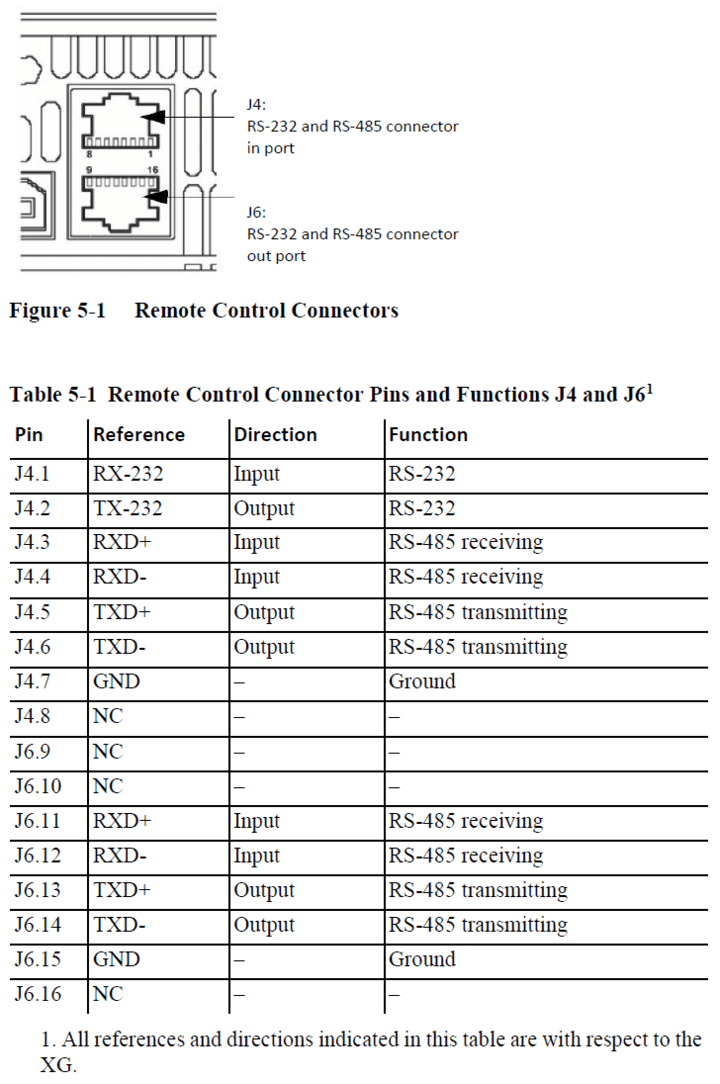 J4:
RS-232 and RS-485 connector
in port
8 1
9 16
J6:
RS-232 and RS-485 connector
out port
Figure 5-1 Remote Control Connectors
Table 5-1 Remote Control Connector Pins and Functions J4 and J6¹
Pin Reference Direction Function
J4.1 RX-232 Input RS-232
J4.2 TX-232 Output RS-232
J4.3 RXD+ Input RS-485 receiving
J4.4 RXD- Input RS-485 receiving
J4.5 TXD+ Output RS-485 transmitting
J4.6 TXD- Output RS-485 transmitting
J4.7 GND – Ground
J4.8 NC – –
J6.9 NC – –
J6.10 NC – –
J6.11 RXD+ Input RS-485 receiving
J6.12 RXD- Input RS-485 receiving
J6.13 TXD+ Output RS-485 transmitting
J6.14 TXD- Output RS-485 transmitting
J6.15 GND – Ground
J6.16 NC – –
1. All references and directions indicated in this table are with respect to the
XG.